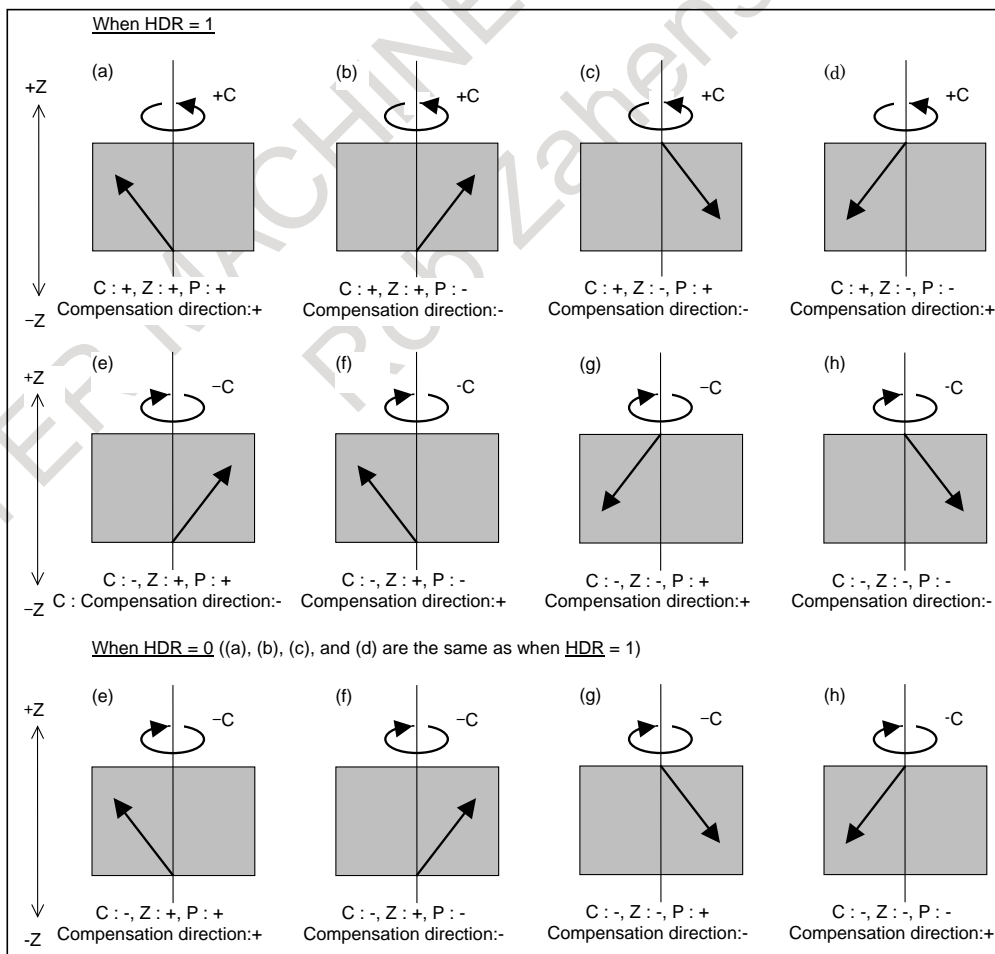 When HDR = 1
(a) (b) (c) (d)
+Z
+C +C +C +C
C : +, Z : +, P : + C : +, Z : +, P : - C : +, Z : -, P : + C : +, Z : -, P : -
−Z
Compensation direction:+ Compensation direction:- Compensation direction:- Compensation direction:+
(e) (f) (g) (h)
+Z
−C -C −C -C
C : -, Z : +, P : + C : -, Z : +, P : - C : -, Z : -, P : + C : -, Z : -, P : -
−Z
C : Compensation direction:- Compensation direction:+ Compensation direction:+ Compensation direction:-
When HDR = 0 ((a), (b), (c), and (d) are the same as when HDR = 1)
(e) (f) (g) (h)
+Z
−C −C −C -C
C : -, Z : +, P : + C : -, Z : +, P : - C : -, Z : -, P : + C : -, Z : -, P : -
-Z
Compensation direction:+ Compensation direction:- Compensation direction:- Compensation direction:+